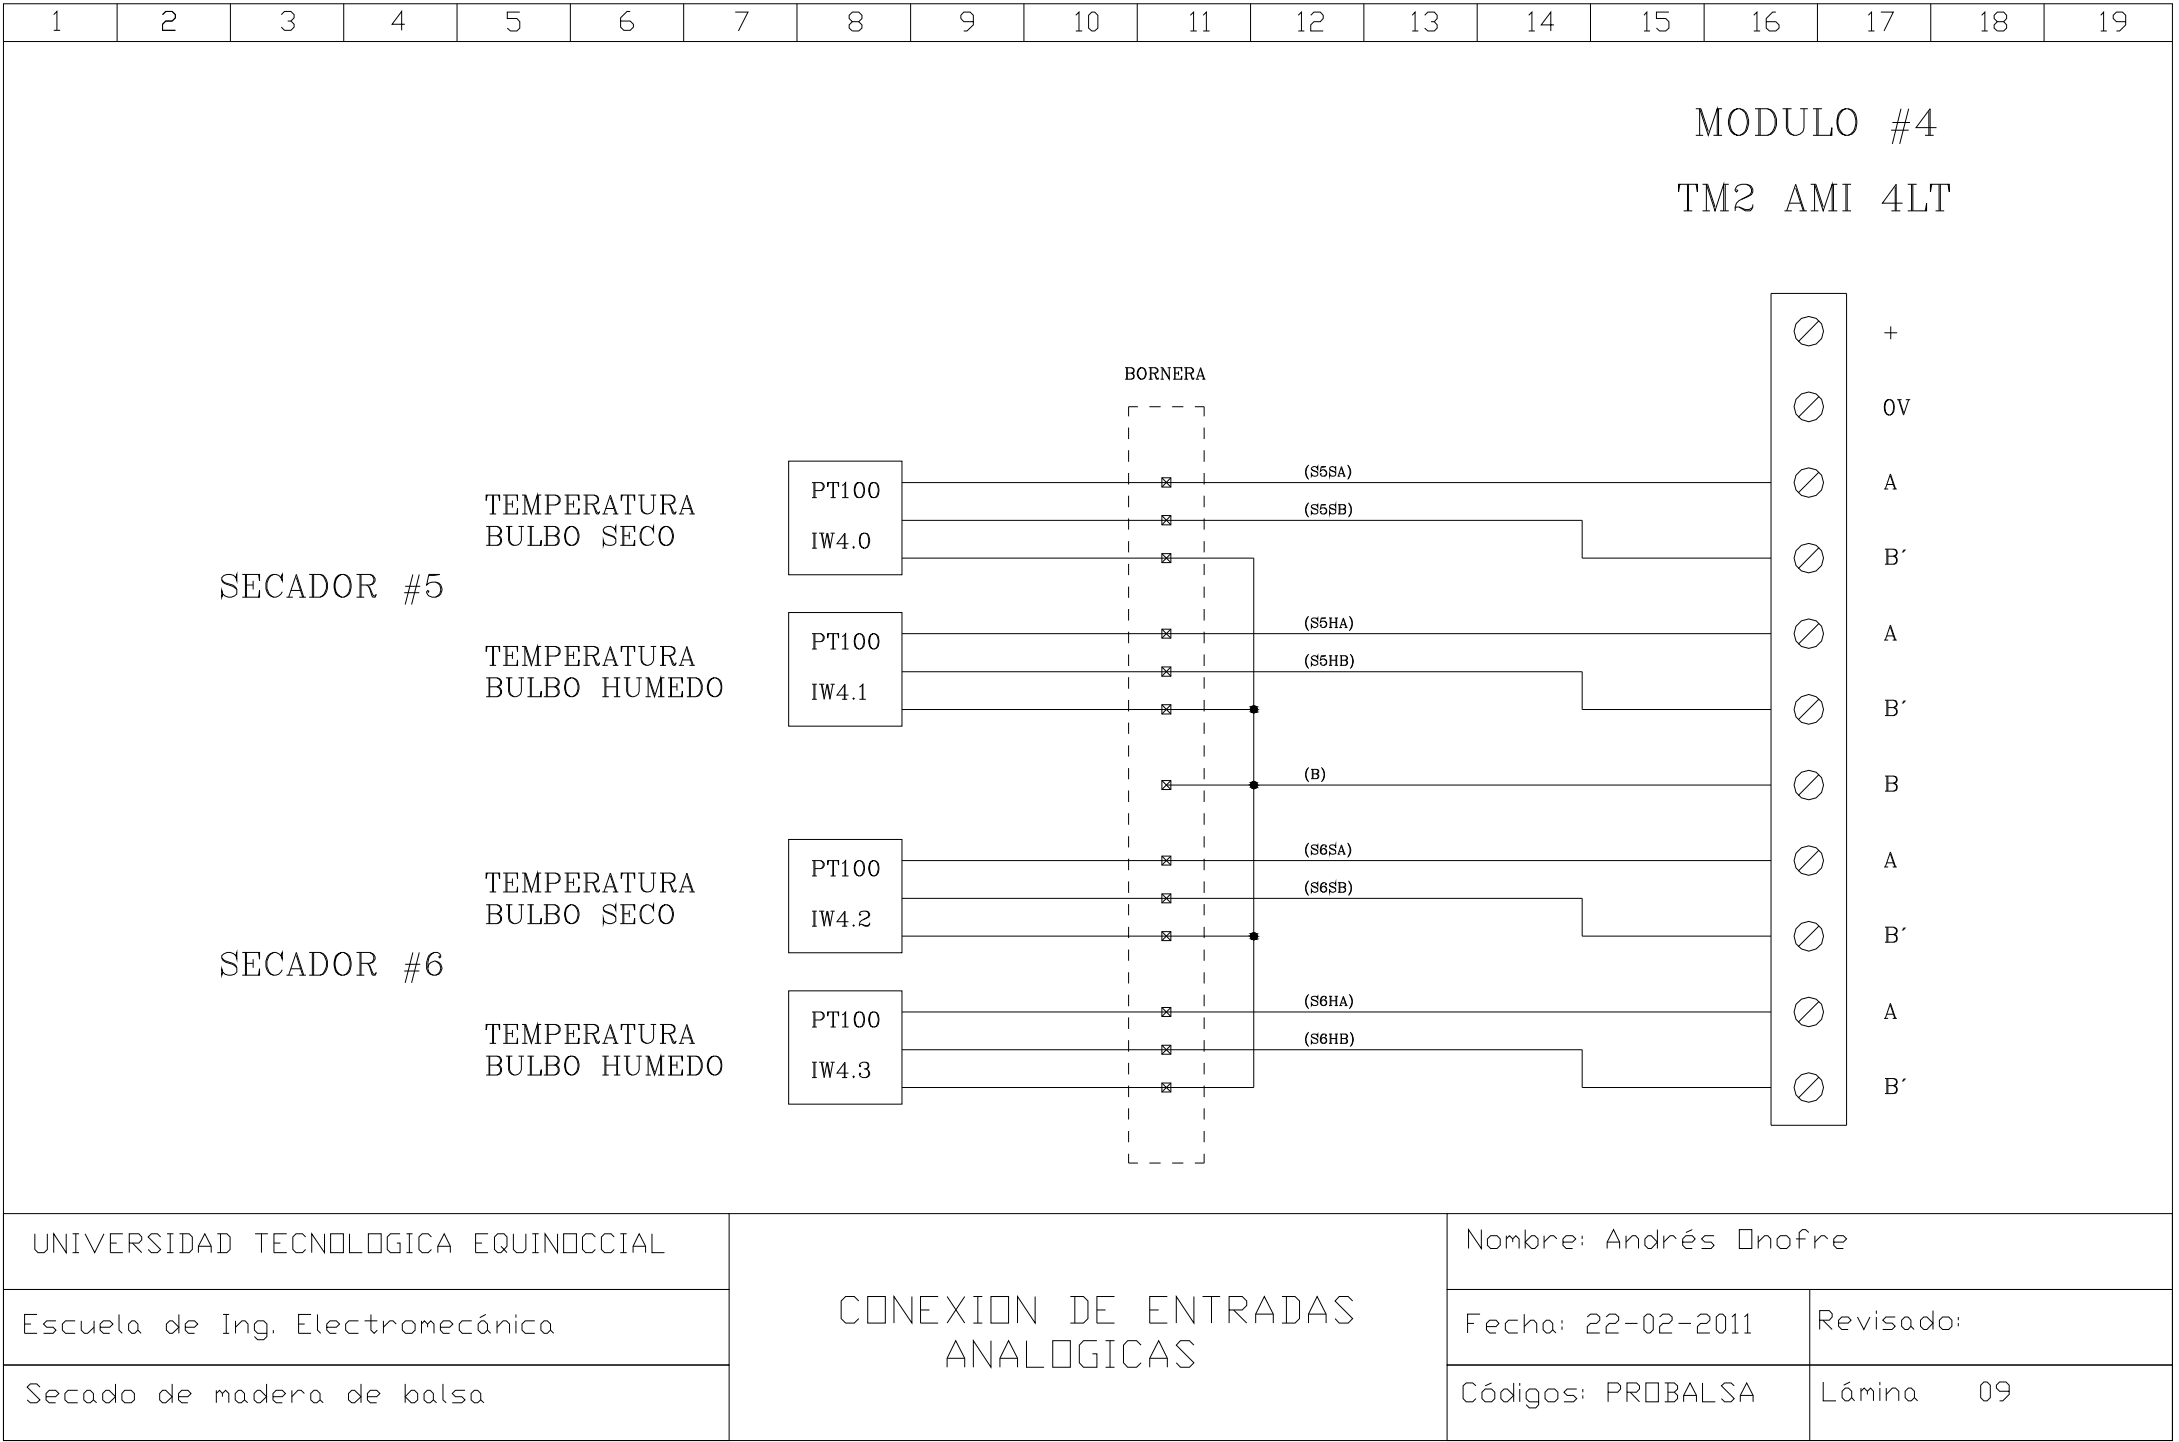 1 2 3 4 5 6 7 8 9 10 11 12 13 14 15 16 17 18 19
MODULO #4
TM2 AMI 4LT
BORNERA
SECADOR #5
TEMPERATURA
BULBO SECO
PT100
IW4.0
TEMPERATURA
BULBO HUMEDO
PT100
IW4.1
SECADOR #6
TEMPERATURA
BULBO SECO
PT100
IW4.2
TEMPERATURA
BULBO HUMEDO
PT100
IW4.3
(S5SA)
(S5SB)
(S5HA)
(S5HB)
(B)
(S6SA)
(S6SB)
(S6HA)
(S6HB)
+
0V
A
B´
A
B´
B
A
B´
A
B´
UNIVERSIDAD TECNOLOGICA EQUINOCCIAL
Escuela de Ing. Electromecánica
Secado de madera de balsa
CONEXION DE ENTRADAS
ANALOGICAS
Nombre: Andrés Onofre
Fecha: 22-02-2011
Revisado:
Códigos: PROBALSA
Lámina 09